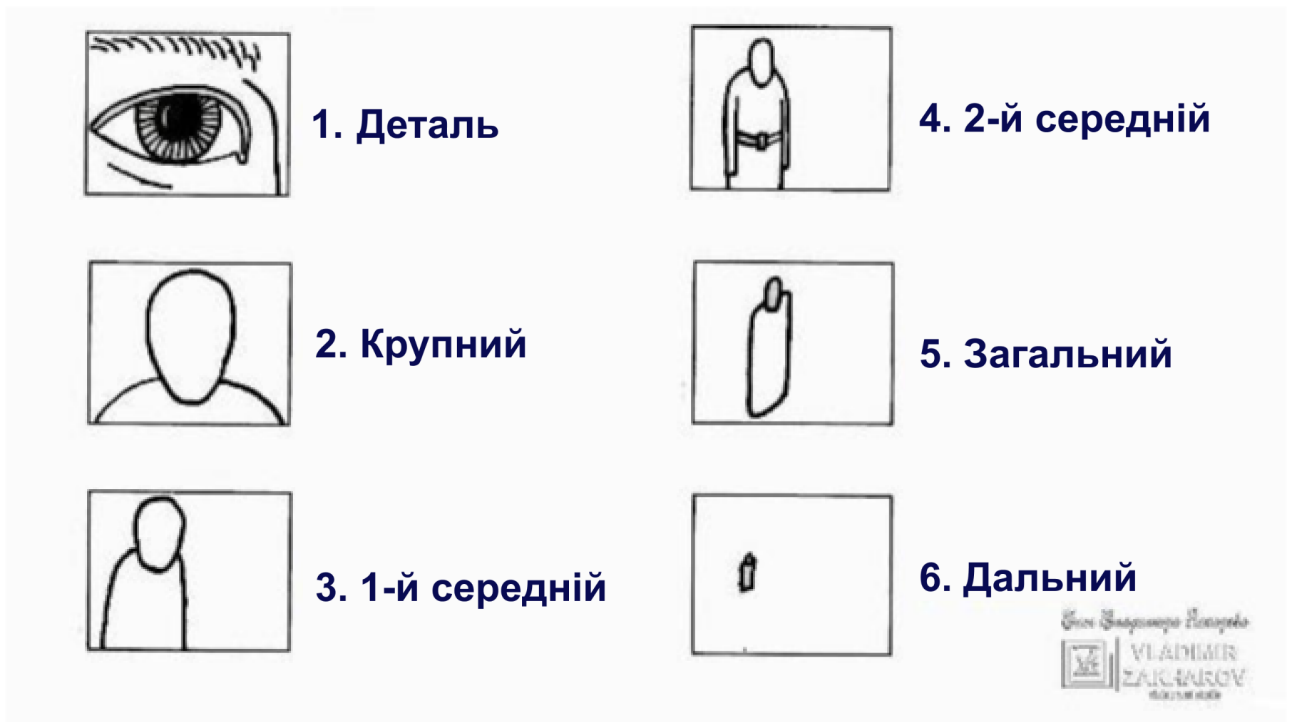 1. Деталь
2. Крупний
3. 1-й середній
4. 2-й середній
5. Загальний
6. Дальний
VLADIMIR
ZAKHAROV